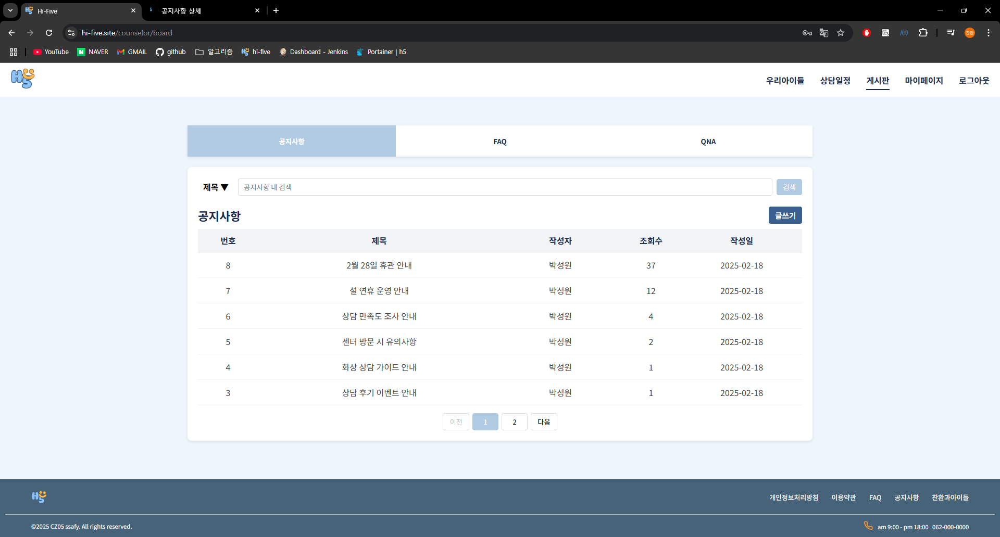 Hi-Five
공지사항 상세
hi-five.site/counselor/board
YouTube NAVER GMAIL github 알고리즘 hi-five Dashboard - Jenkins Portainer | h5
우리아이들 상담일정 게시판 마이페이지 로그아웃
공지사항 FAQ QNA
제목 ▼ 공지사항 내 검색 검색
공지사항 글쓰기
번호 제목 작성자 조회수 작성일
8 2월 28일 휴관 안내 박성원 37 2025-02-18
7 설 연휴 운영 안내 박성원 12 2025-02-18
6 상담 만족도 조사 안내 박성원 4 2025-02-18
5 센터 방문 시 유의사항 박성원 2 2025-02-18
4 화상 상담 가이드 안내 박성원 1 2025-02-18
3 상담 후기 이벤트 안내 박성원 1 2025-02-18
이전 1 2 다음
개인정보처리방침 이용약관 FAQ 공지사항 찬환과아이들
©2025 CZ05 ssafy. All rights reserved.
am 9:00 - pm 18:00 062-000-0000